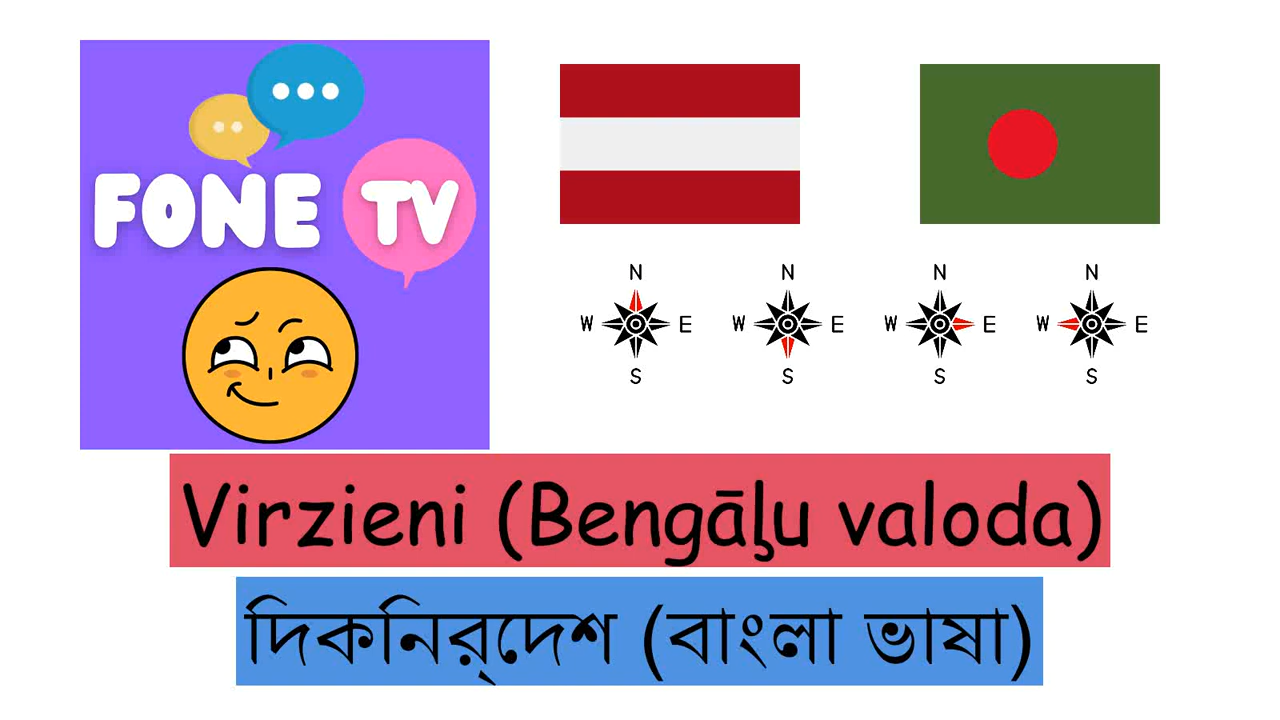 FONE TV
N N N N
W E W E W E W E
S S S S
Virzieni (Bengāļu valoda)
দিকনির্‌দেশ (বাংলা ভাষা)